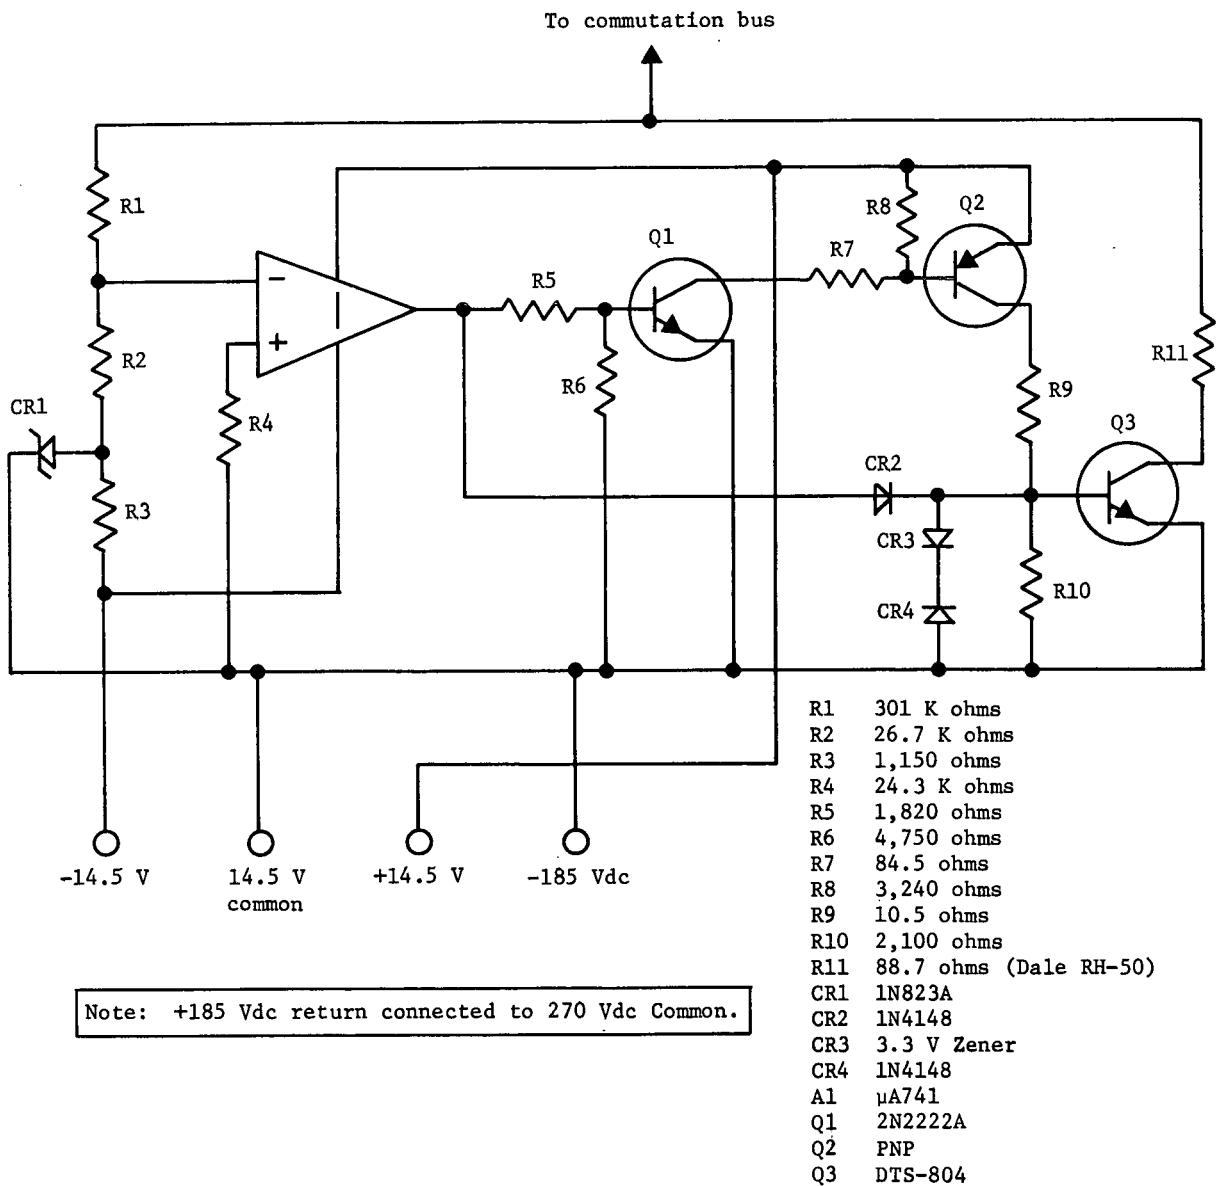 To commutation bus
R1
R8
Q2
Q1
R7
R5
−
+
R2
R11
R6
R9
CR1
R4
Q3
CR2
R3
CR3
CR4
R10
-14.5 V
14.5 V
common
+14.5 V
-185 Vdc
R1 301 K ohms
R2 26.7 K ohms
R3 1,150 ohms
R4 24.3 K ohms
R5 1,820 ohms
R6 4,750 ohms
R7 84.5 ohms
R8 3,240 ohms
R9 10.5 ohms
R10 2,100 ohms
R11 88.7 ohms (Dale RH-50)
CR1 1N823A
CR2 1N4148
CR3 3.3 V Zener
CR4 1N4148
A1 μA741
Q1 2N2222A
Q2 PNP
Q3 DTS-804
Note: +185 Vdc return connected to 270 Vdc Common.